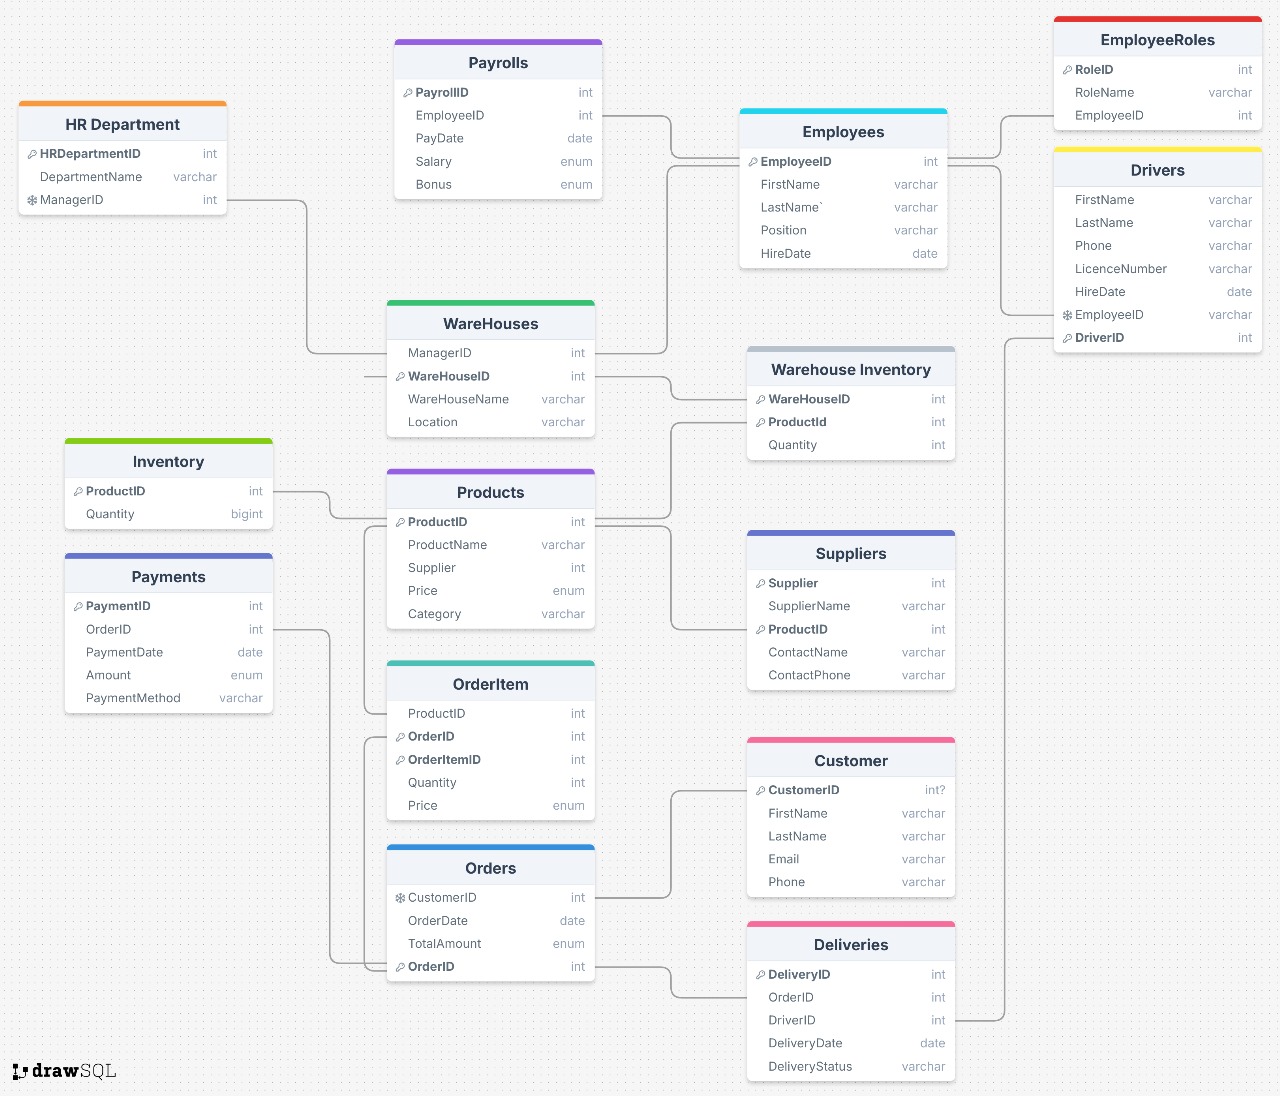 Payrolls
PayrollID int
EmployeeID int
PayDate date
Salary enum
Bonus enum
HR Department
HRDepartmentID int
DepartmentName varchar
ManagerID int
Employees
EmployeeID int
FirstName varchar
LastName` varchar
Position varchar
HireDate date
EmployeeRoles
RoleID int
RoleName varchar
EmployeeID int
Drivers
FirstName varchar
LastName varchar
Phone varchar
LicenceNumber varchar
HireDate date
EmployeeID varchar
DriverID int
WareHouses
ManagerID int
WareHouseID int
WareHouseName varchar
Location varchar
Warehouse Inventory
WareHouseID int
ProductId int
Quantity int
Inventory
ProductID int
Quantity bigint
Products
ProductID int
ProductName varchar
Supplier int
Price enum
Category varchar
Suppliers
Supplier int
SupplierName varchar
ProductID int
ContactName varchar
ContactPhone varchar
Payments
PaymentID int
OrderID int
PaymentDate date
Amount enum
PaymentMethod varchar
OrderItem
ProductID int
OrderID int
OrderItemID int
Quantity int
Price enum
Customer
CustomerID int?
FirstName varchar
LastName varchar
Email varchar
Phone varchar
Orders
CustomerID int
OrderDate date
TotalAmount enum
OrderID int
Deliveries
DeliveryID int
OrderID int
DriverID int
DeliveryDate date
DeliveryStatus varchar
drawSQL